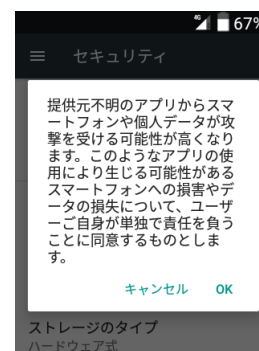 4G 67%
セキュリティ
提供元不明のアプリからスマ
ートフォンや個人データが攻
撃を受ける可能性が高くなり
ます。このようなアプリの使
用により生じる可能性がある
スマートフォンへの損害やデ
ータの損失について、ユーザ
ーご自身が単独で責任を負う
ことに同意するものとしま
す。
キャンセル OK
ストレージのタイプ
ハードウェア式